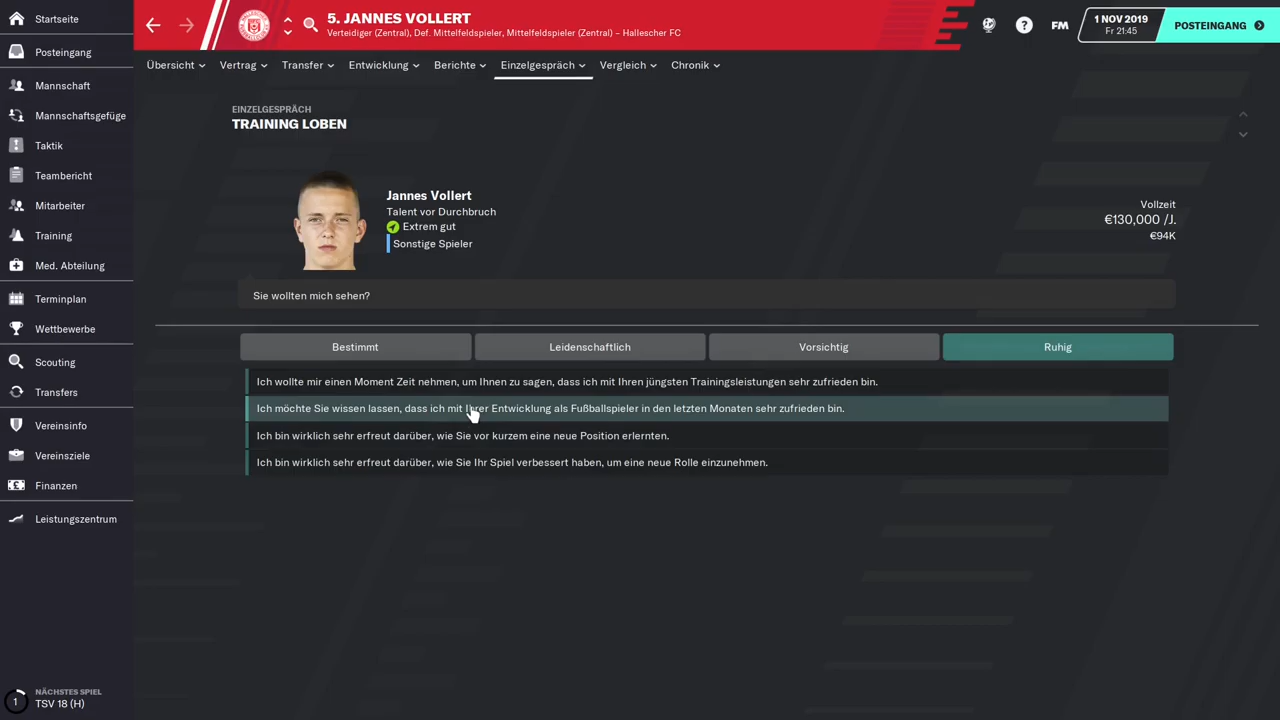 Startseite
5. JANNES VOLLERT
Verteidiger (Zentral), Def. Mittelfeldspieler, Mittelfeldspieler (Zentral) – Hallescher FC
?
FM
1 NOV 2019
Fr 21:45
POSTEINGANG
Posteingang
Übersicht
Vertrag
Transfer
Entwicklung
Berichte
Einzelgespräch
Vergleich
Chronik
Mannschaft
Mannschaftsgefüge
Taktik
Teambericht
Mitarbeiter
Training
Med. Abteilung
Terminplan
Wettbewerbe
Scouting
Transfers
Vereinsinfo
Vereinsziele
Finanzen
Leistungszentrum
1
NÄCHSTES SPIEL
TSV 18 (H)
EINZELGESPRÄCH
TRAINING LOBEN
Jannes Vollert
Talent vor Durchbruch
Extrem gut
Sonstige Spieler
Vollzeit
€130,000 /J.
€94K
Sie wollten mich sehen?
Bestimmt
Leidenschaftlich
Vorsichtig
Ruhig
Ich wollte mir einen Moment Zeit nehmen, um Ihnen zu sagen, dass ich mit Ihren jüngsten Trainingsleistungen sehr zufrieden bin.
Ich möchte Sie wissen lassen, dass ich mit Ihrer Entwicklung als Fußballspieler in den letzten Monaten sehr zufrieden bin.
Ich bin wirklich sehr erfreut darüber, wie Sie vor kurzem eine neue Position erlernten.
Ich bin wirklich sehr erfreut darüber, wie Sie Ihr Spiel verbessert haben, um eine neue Rolle einzunehmen.